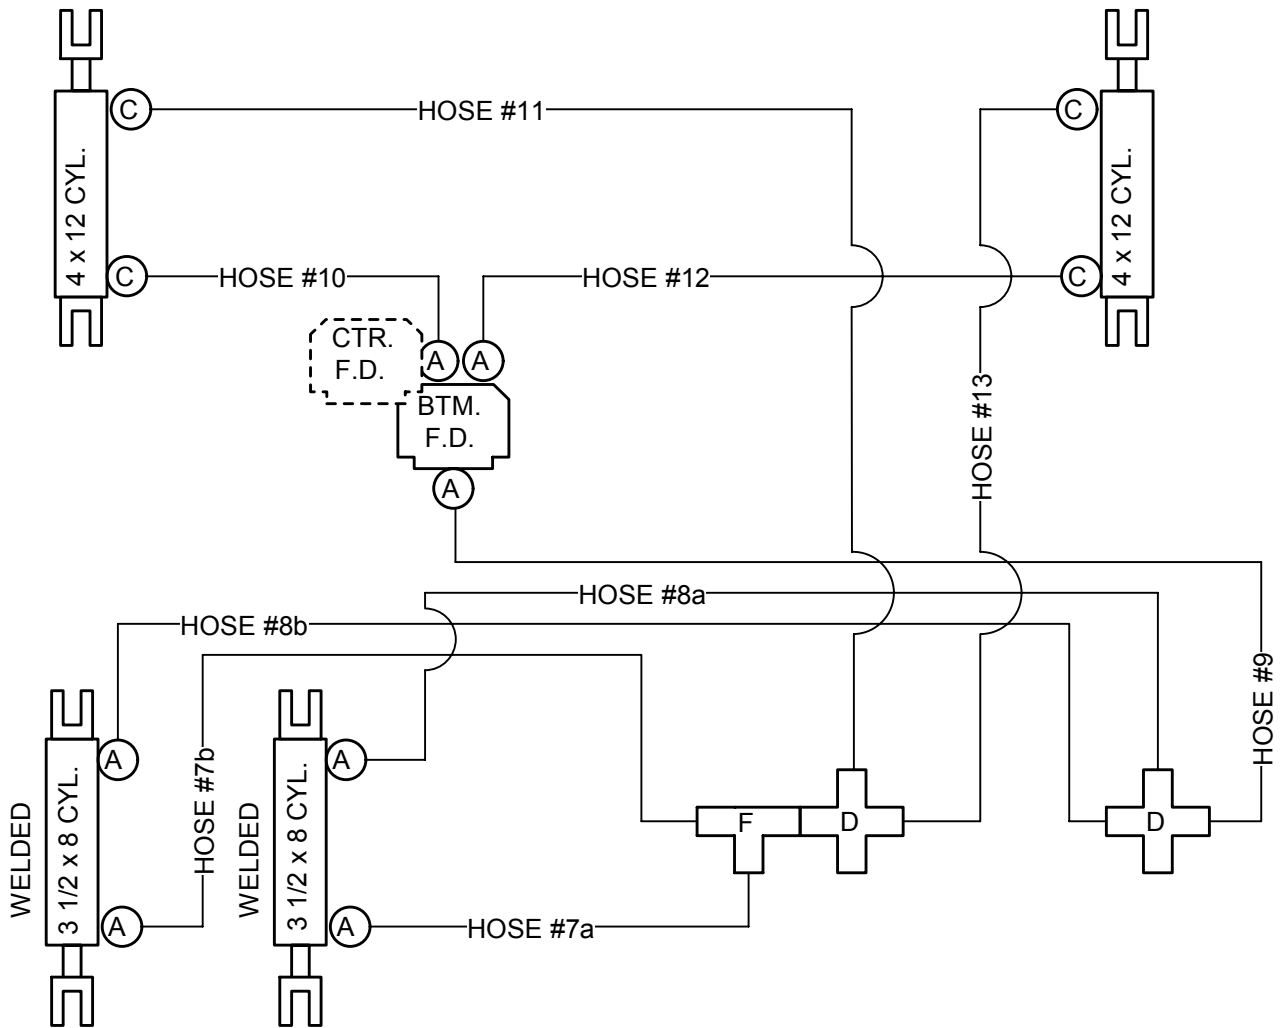 C
HOSE #11
C
4 x 12 CYL.
4 x 12 CYL.
C
HOSE #10
HOSE #12
C
CTR.
F.D.
A
A
BTM.
F.D.
HOSE #13
A
HOSE #8a
HOSE #8b
HOSE #9
A
A
HOSE #7b
WELDED
3 1/2 x 8 CYL.
WELDED
3 1/2 x 8 CYL.
F
D
D
A
A
HOSE #7a